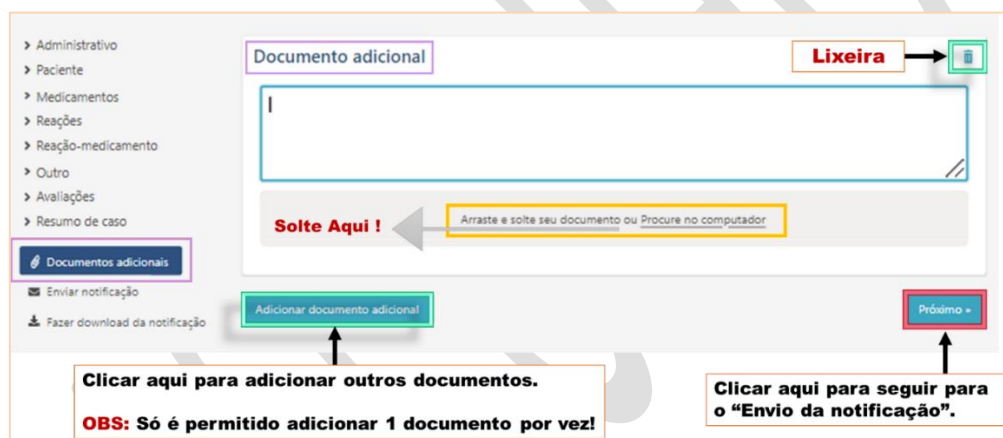 Administrativo
Paciente
Medicamentos
Reações
Reação-medicamento
Outro
Avaliações
Resumo de caso
Documentos adicionais
Enviar notificação
Fazer download da notificação
Documento adicional
Lixeira
Solte Aqui !
Arraste e solte seu documento ou Procure no computador
Adicionar documento adicional
Próximo »
Clicar aqui para adicionar outros documentos.
OBS: Só é permitido adicionar 1 documento por vez!
Clicar aqui para seguir para
o “Envio da notificação”.